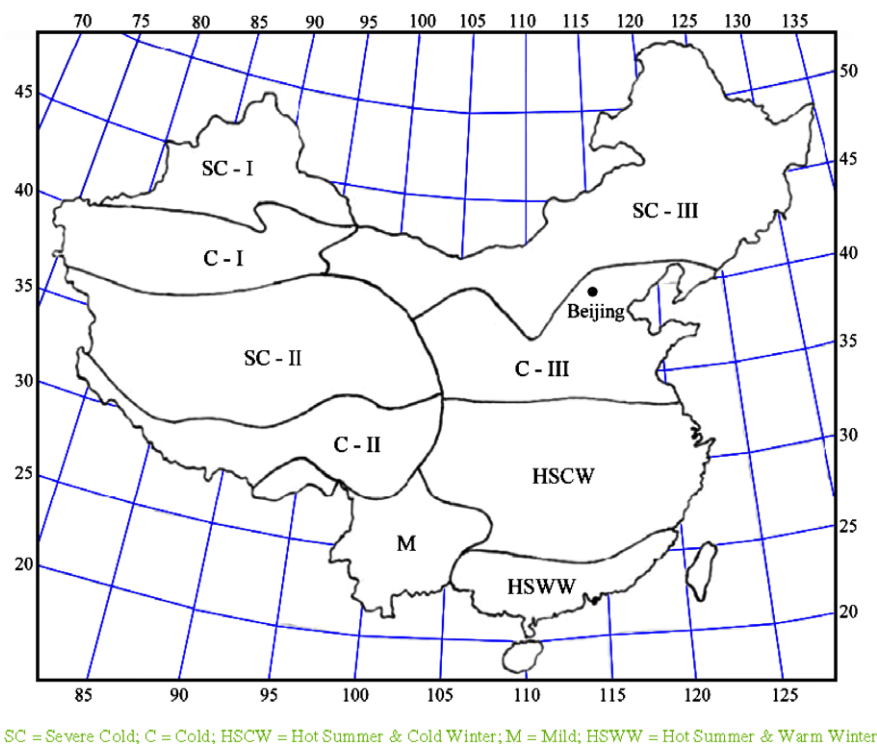 70 75 80 85 90 95 100 105 110 115 120 125 130 135
50
45
SC - I
45
40
SC - III
40
C - I
35
Beijing
SC - II
C - III
35
30
C - II
30
HSCW
25
M
25
20
HSWW
20
85 90 95 100 105 110 115 120 125
SC = Severe Cold; C = Cold; HSCW = Hot Summer & Cold Winter; M = Mild; HSWW = Hot Summer & Warm Winter